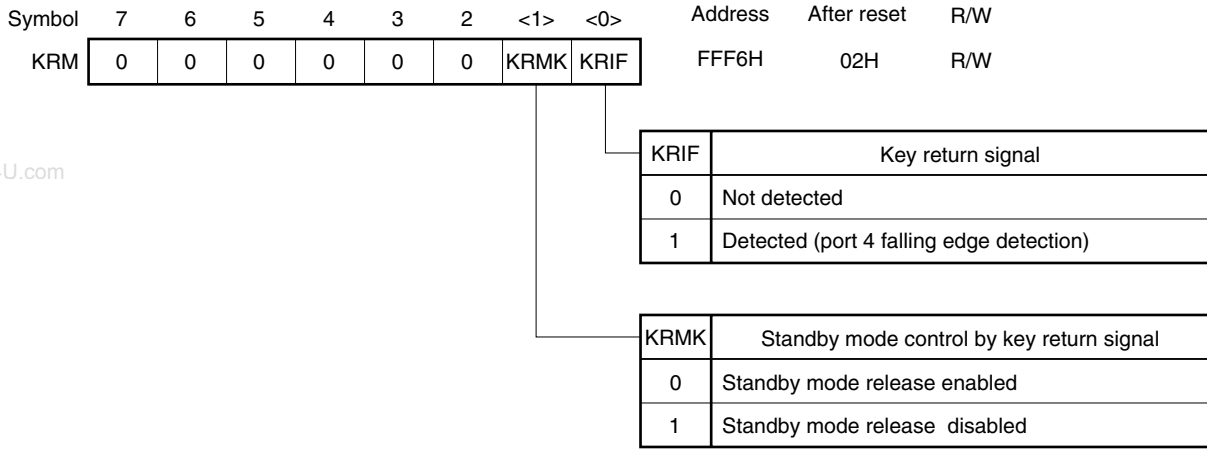 Symbol 7 6 5 4 3 2 <1> <0> Address After reset R/W
KRM 0 0 0 0 0 0 KRMK KRIF FFF6H 02H R/W
KRIF Key return signal
-U.com
0 Not detected
1 Detected (port 4 falling edge detection)
KRMK Standby mode control by key return signal
0 Standby mode release enabled
1 Standby mode release disabled